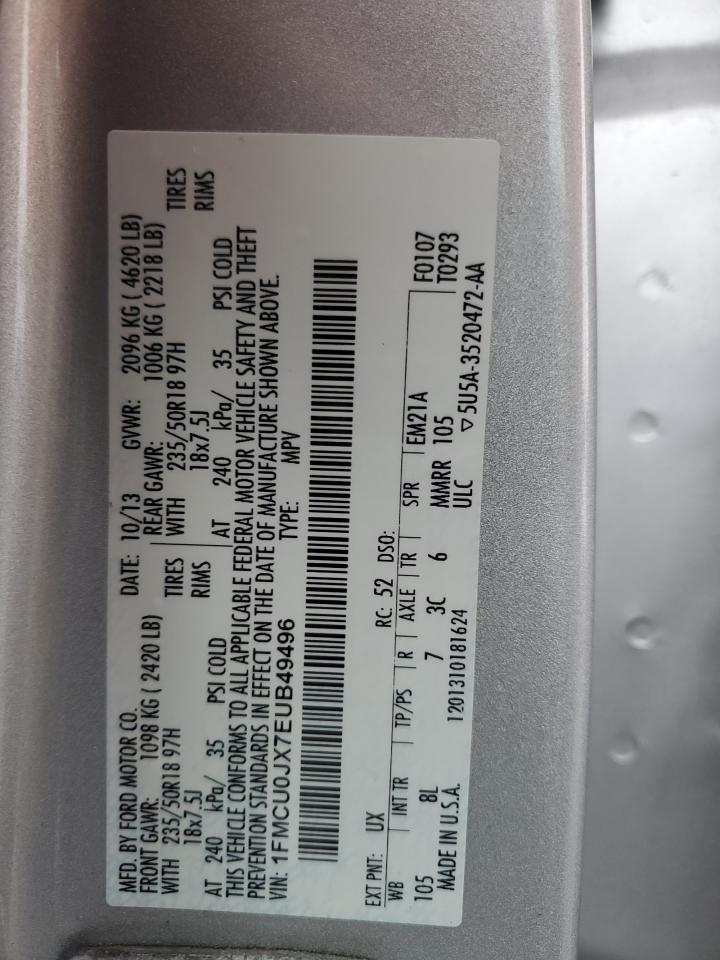 MFD. BY FORD MOTOR CO. DATE: 10/13 GVWR: 2096 KG ( 4620 LB)
FRONT GAWR: 1098 KG ( 2420 LB) REAR GAWR: 1006 KG ( 2218 LB)
WITH 235/50R18 97H TIRES WITH 235/50R18 97H TIRES
18x7.5J RIMS 18x7.5J RIMS
AT 240 kPa/ 35 PSI COLD AT 240 kPa/ 35 PSI COLD
THIS VEHICLE CONFORMS TO ALL APPLICABLE FEDERAL MOTOR VEHICLE SAFETY AND THEFT
PREVENTION STANDARDS IN EFFECT ON THE DATE OF MANUFACTURE SHOWN ABOVE.
VIN: 1FMCU0JX7EUB49496 TYPE: MPV
EXT PNT: UX RC: 52 DSO: F0107
WB INT TR TP/PS R AXLE TR SPR EM21A T0293
105 8L 7 3C 6 MMRR 105
MADE IN U.S.A. 1201310181624 ULC ▽5U5A-3520472-AA